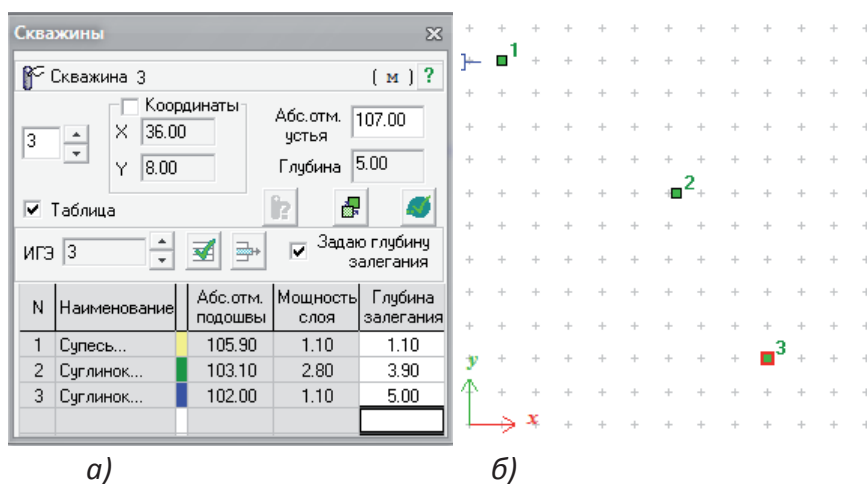 Скважины
Скважина 3 ( м ) ?
Координаты
X 36.00
Y 8.00
3
Абс.отм. устья 107.00
Глубина 5.00
Таблица
ИГЭ 3
Задаю глубину
залегания
N Наименование Абс.отм. подошвы Мощность слоя Глубина залегания
1 Супесь... 105.90 1.10 1.10
2 Суглинок... 103.10 2.80 3.90
3 Суглинок... 102.00 1.10 5.00
а)
1
2
3
y
x
б)